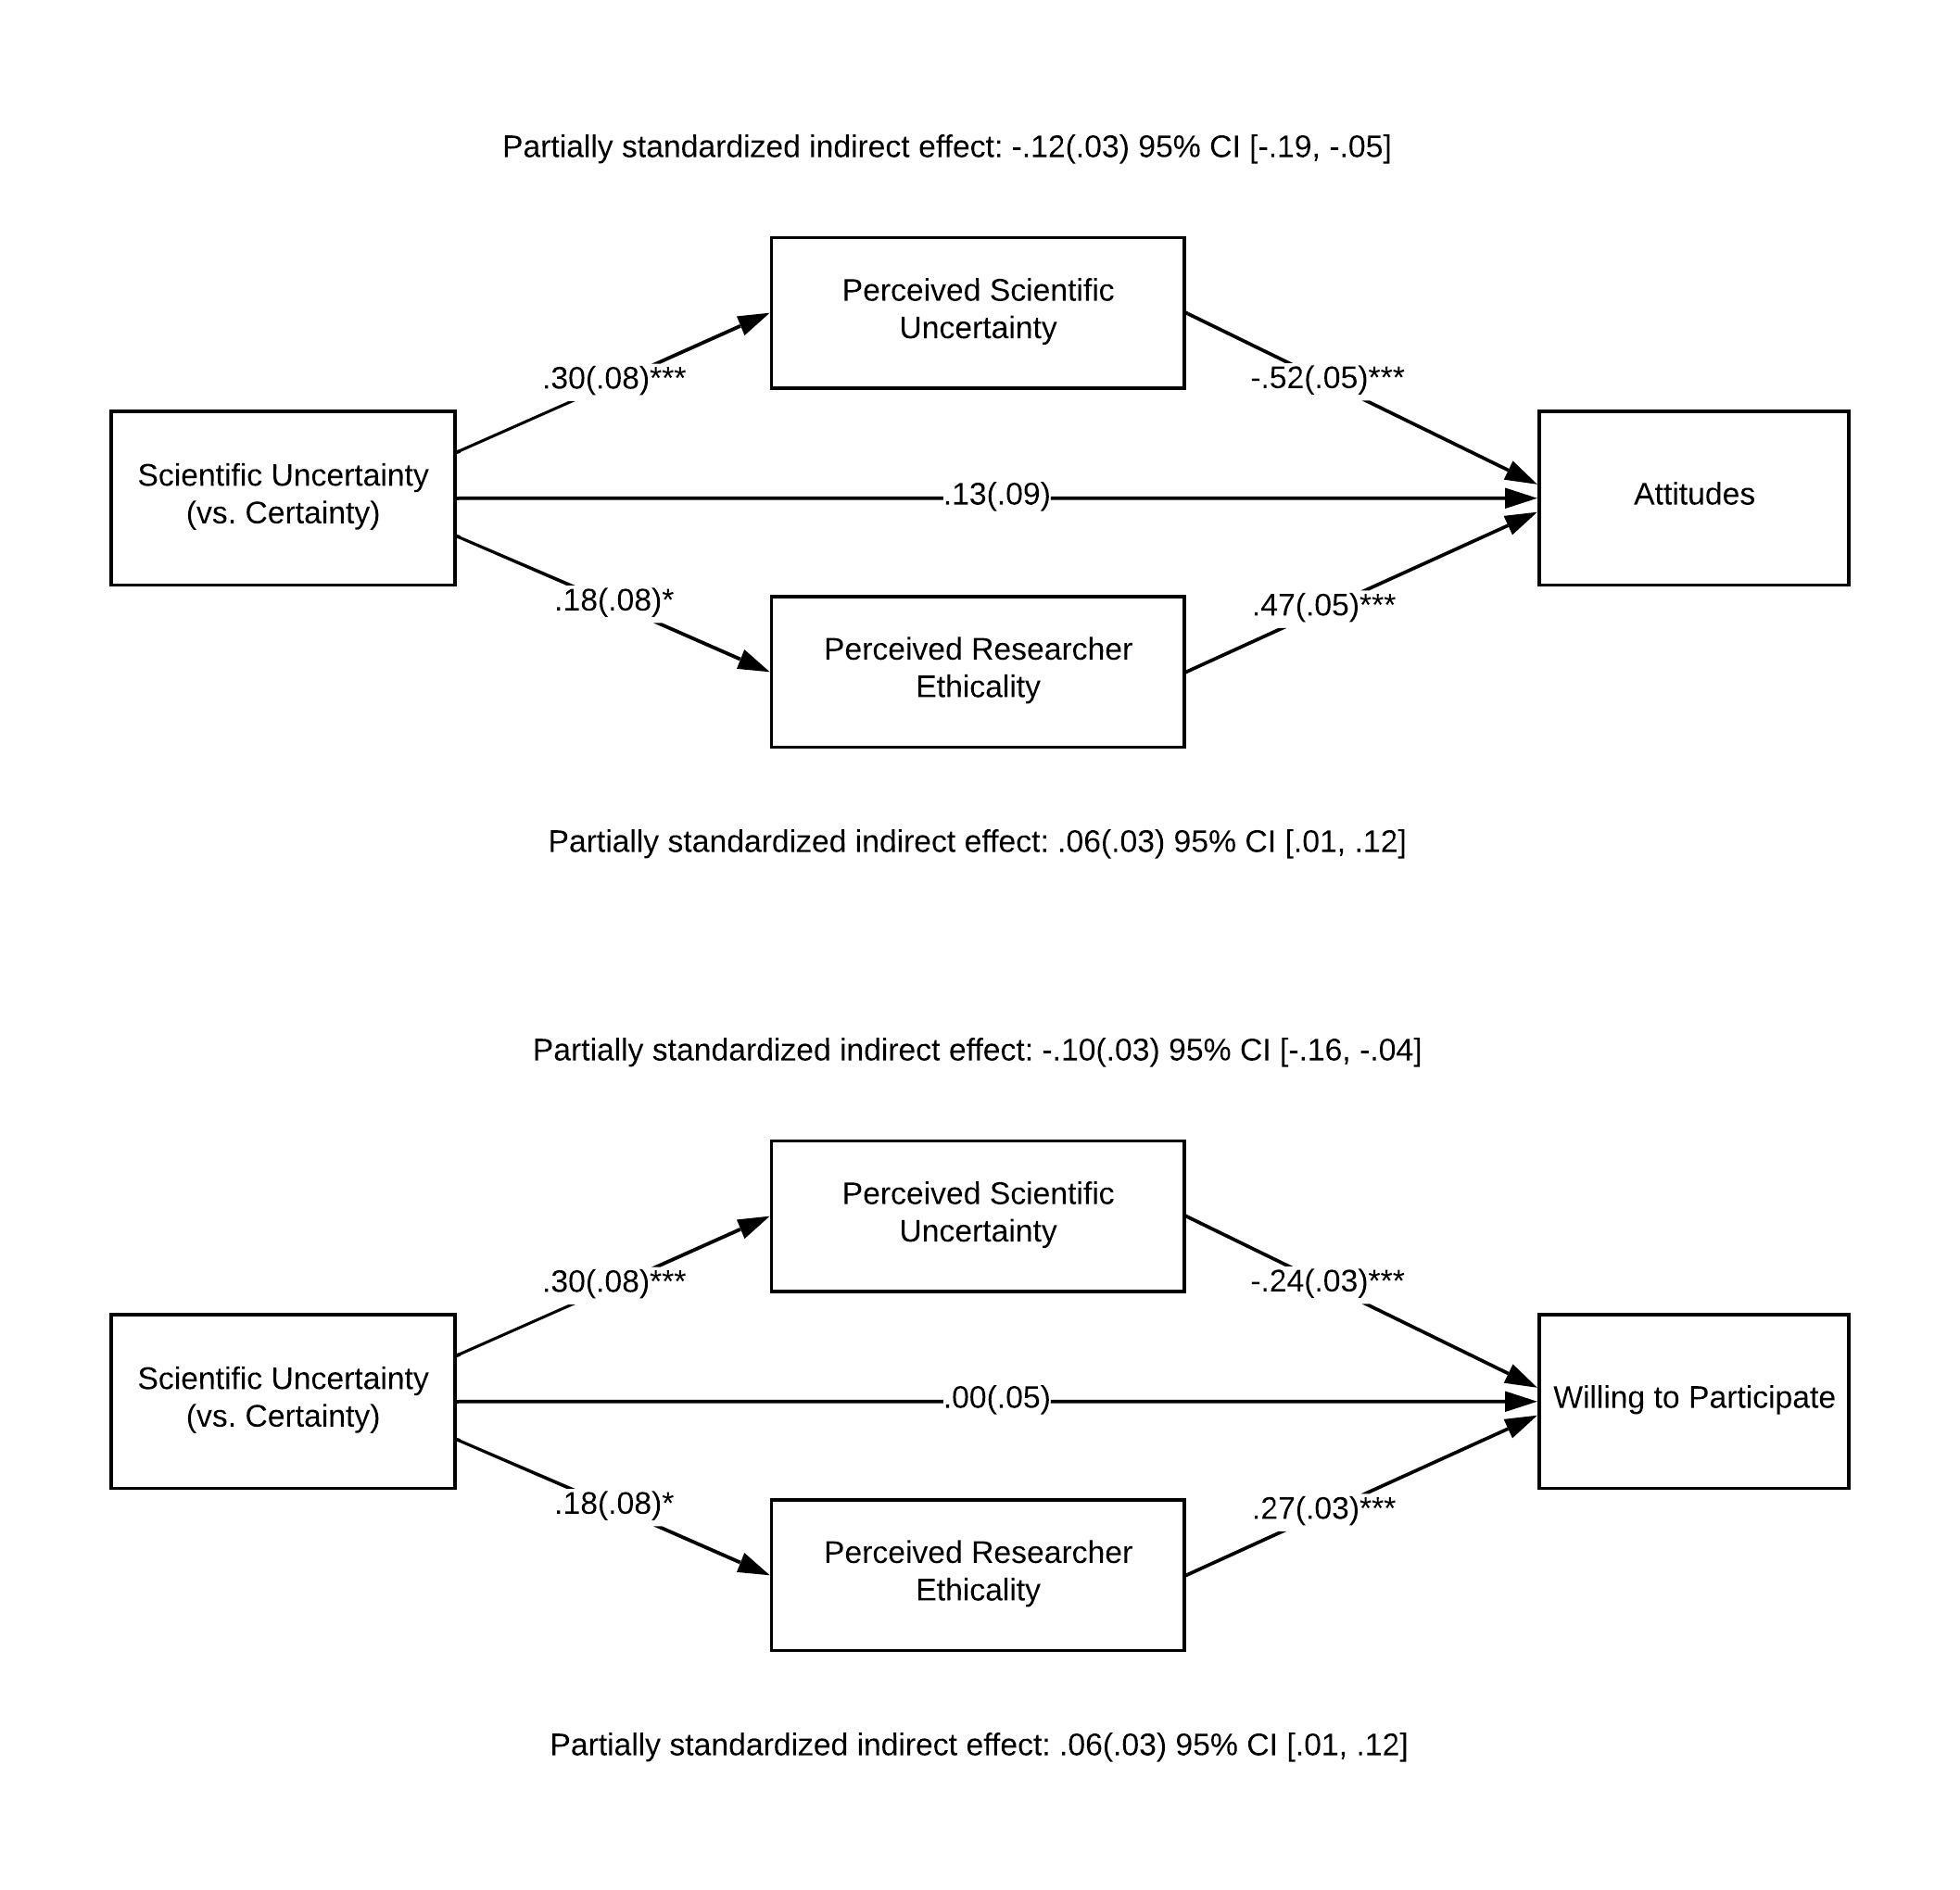 Partially standardized indirect effect: -.12(.03) 95% CI [-.19, -.05]
Perceived Scientific
Uncertainty
.30(.08)***
-.52(.05)***
Scientific Uncertainty
(vs. Certainty)
.13(.09)
Attitudes
.18(.08)*
.47(.05)***
Perceived Researcher
Ethicality
Partially standardized indirect effect: .06(.03) 95% CI [.01, .12]
Partially standardized indirect effect: -.10(.03) 95% CI [-.16, -.04]
Perceived Scientific
Uncertainty
.30(.08)***
-.24(.03)***
Scientific Uncertainty
(vs. Certainty)
.00(.05)
Willing to Participate
.18(.08)*
.27(.03)***
Perceived Researcher
Ethicality
Partially standardized indirect effect: .06(.03) 95% CI [.01, .12]